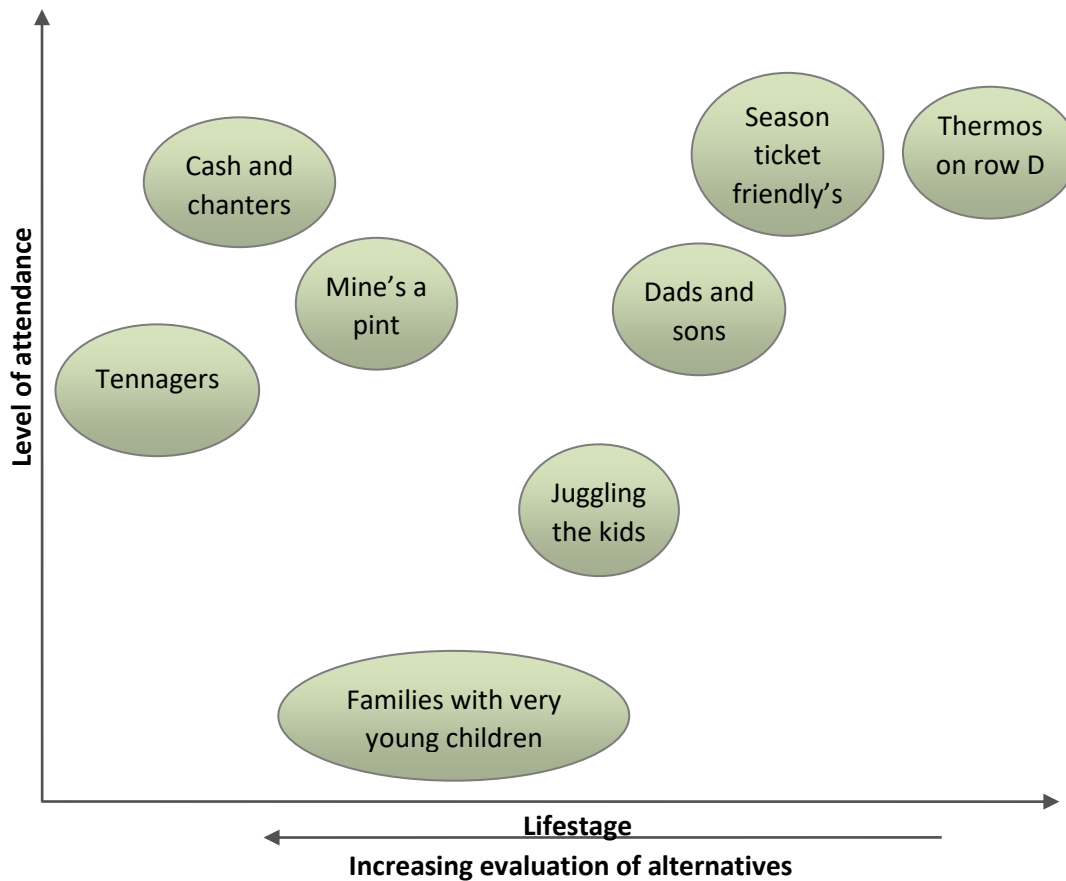 Season
ticket
friendly’s
Thermos
on row D
Cash and
chanters
Mine’s a
pint
Dads and
sons
Tennagers
Level of attendance
Juggling
the kids
Families with very
young children
Lifestage
Increasing evaluation of alternatives